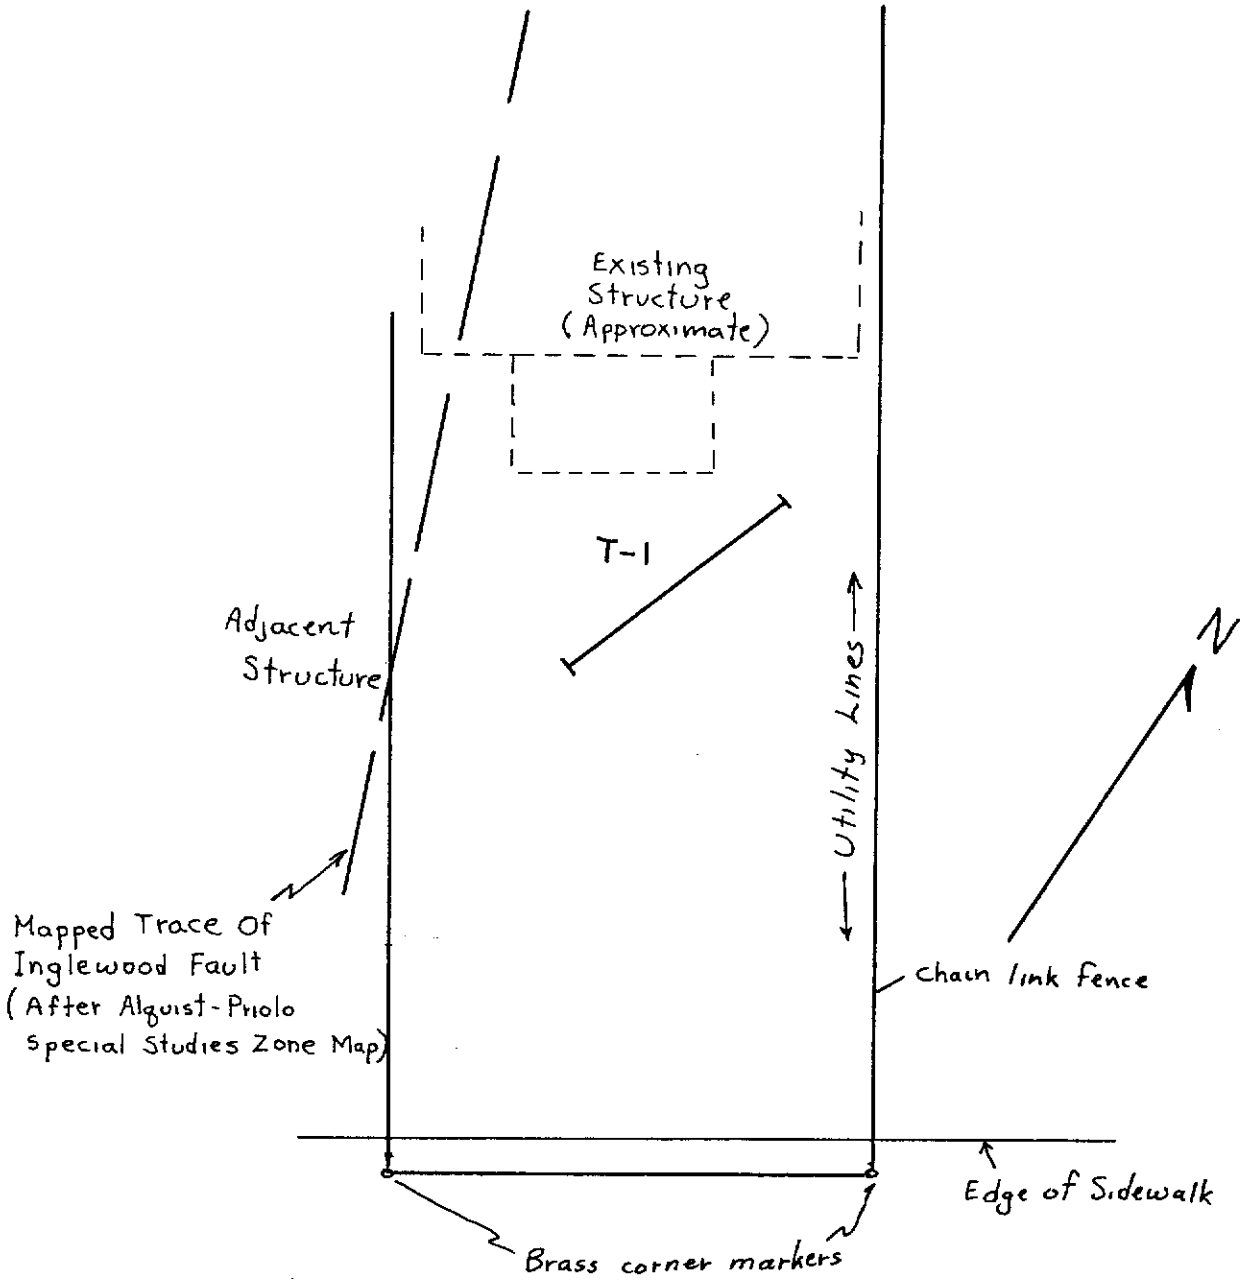 Existing
Structure
(Approximate)
T-1
Adjacent
Structure
← Utility Lines →
N
Mapped Trace Of
Inglewood Fault
(After Alquist-Priolo
Special Studies Zone Map)
Chain link fence
Edge of Sidewalk
Brass corner markers